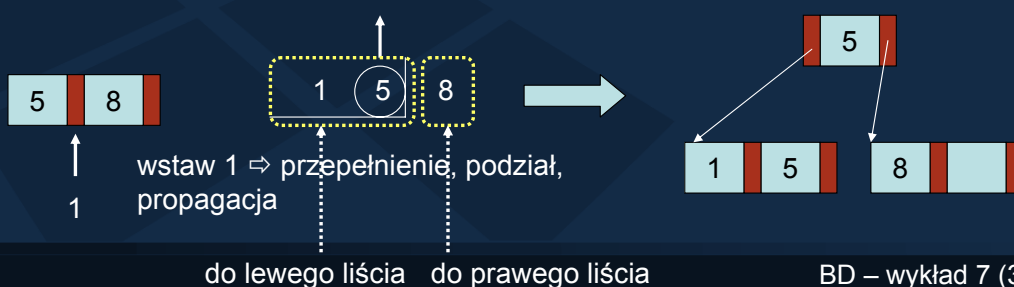 5
5 8
1 5 8
1 5 8
wstaw 1 ⇨ przepełnienie, podział,
propagacja
1
do lewego liścia do prawego liścia
BD – wykład 7 (3